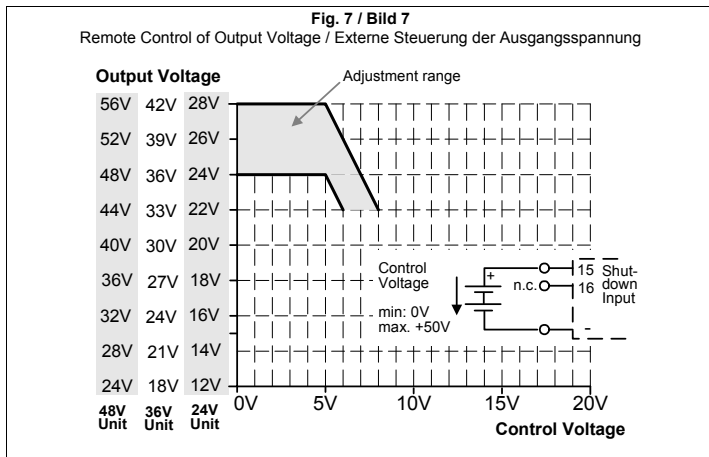 Fig. 7 / Bild 7
Remote Control of Output Voltage / Externe Steuerung der Ausgangsspannung
Output Voltage
Adjustment range
56V 42V 28V
52V 39V 26V
48V 36V 24V
44V 33V 22V
40V 30V 20V
36V 27V 18V
32V 24V 16V
28V 21V 14V
24V 18V 12V
48V Unit
36V Unit
24V Unit
0V 5V 10V 15V 20V
Control Voltage
Control
Voltage
min: 0V
max. +50V
+
n.c.
15
16
-
Shut-
down
Input